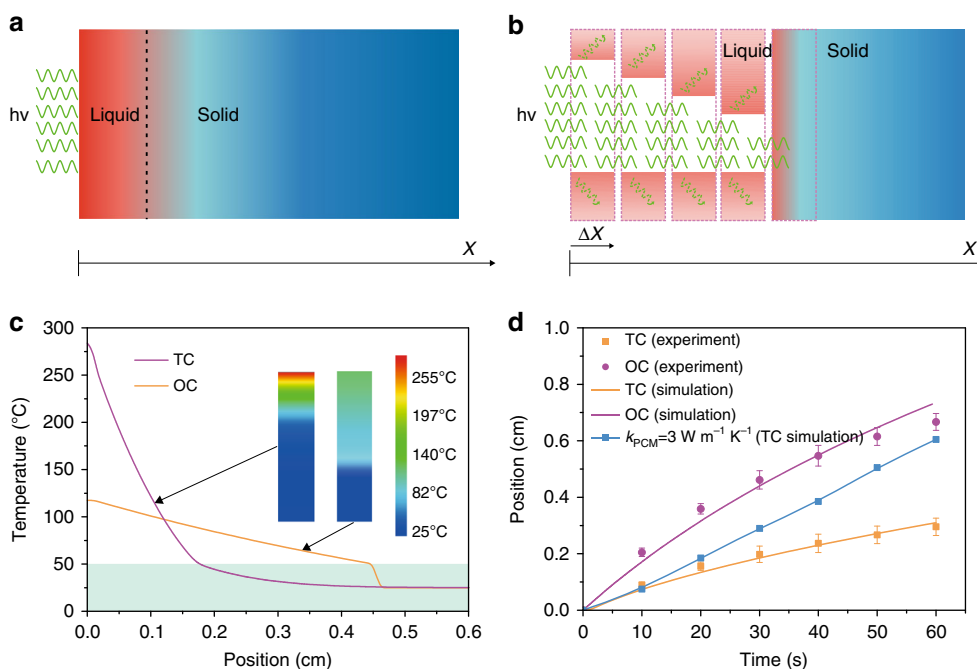 a
hν
Liquid
Solid
X
b
hν
Liquid
Solid
ΔX
X
c
300
250
200
150
100
50
0
Temperature (°C)
TC
OC
255°C
197°C
140°C
82°C
25°C
0.0 0.1 0.2 0.3 0.4 0.5 0.6
Position (cm)
d
1.0
0.8
0.6
0.4
0.2
0.0
Position (cm)
TC (experiment)
OC (experiment)
TC (simulation)
OC (simulation)
kPCM=3 W m⁻¹ K⁻¹ (TC simulation)
0 10 20 30 40 50 60
Time (s)